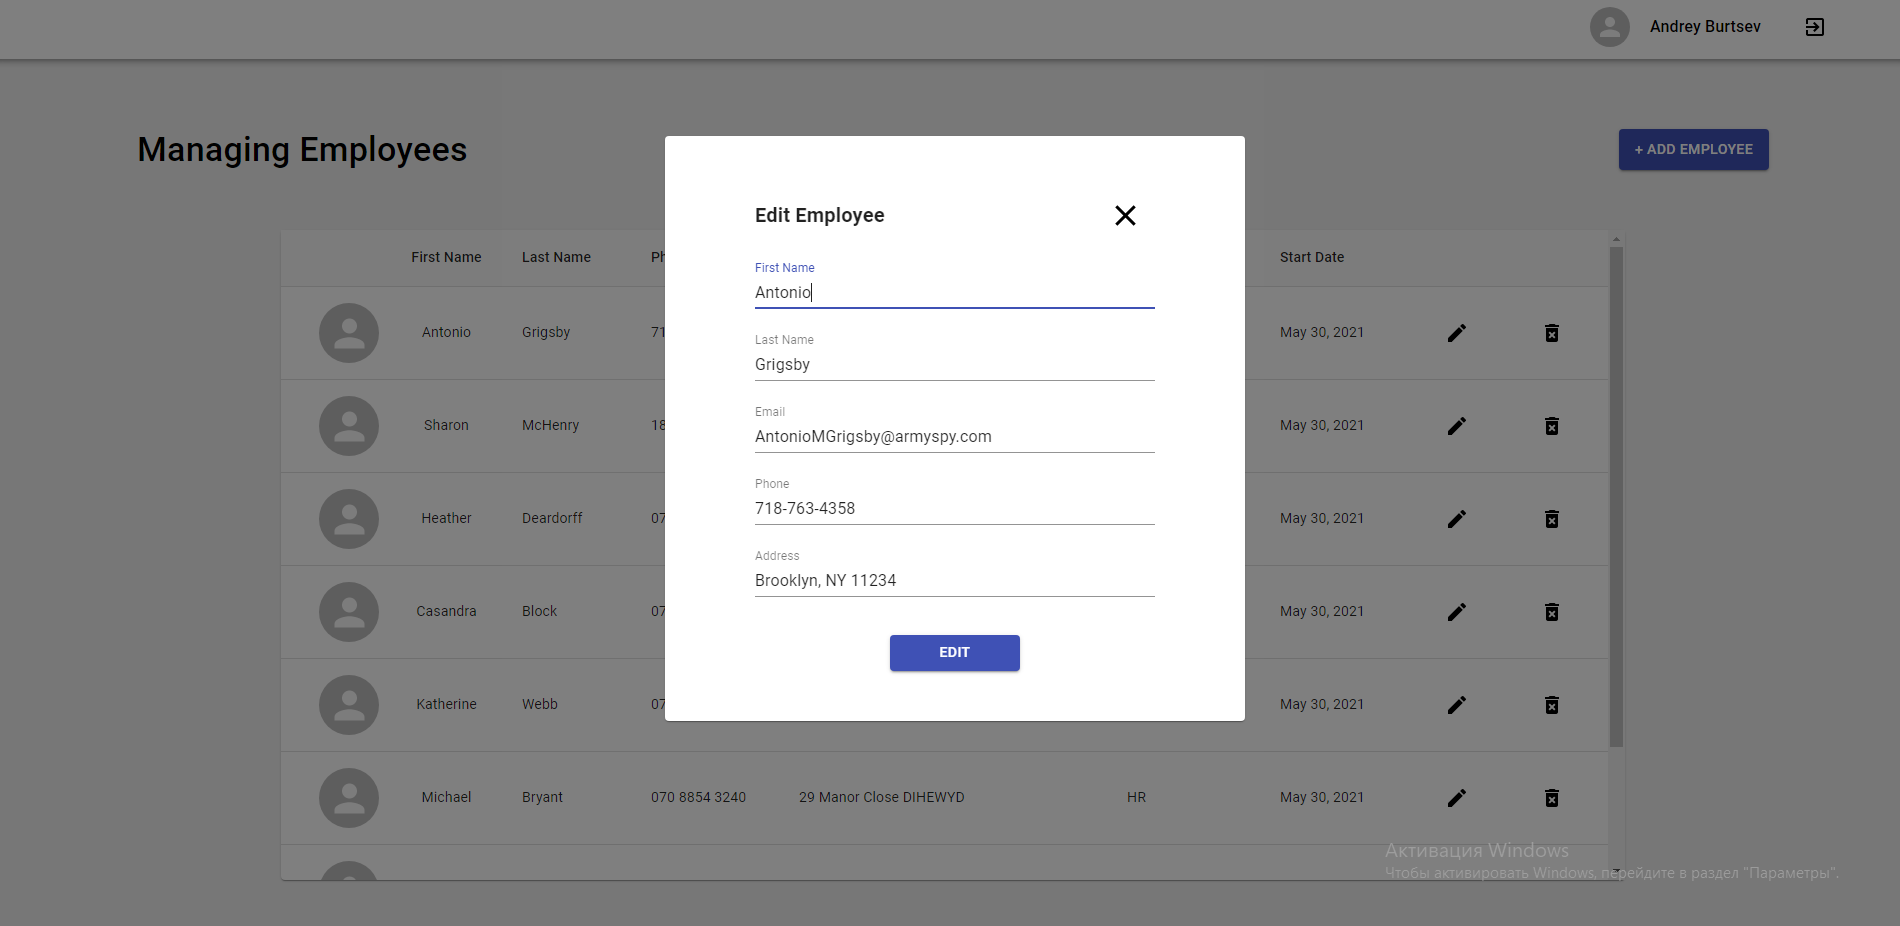 Andrey Burtsev
Managing Employees
+ ADD EMPLOYEE
First Name Last Name Start Date
Antonio Grigsby 71 May 30, 2021
Sharon McHenry 18 May 30, 2021
Heather Deardorff 07 May 30, 2021
Casandra Block 07 May 30, 2021
Katherine Webb 07 May 30, 2021
Michael Bryant 070 8854 3240 29 Manor Close DIHEWYD HR May 30, 2021
Edit Employee
First Name
Antonio
Last Name
Grigsby
Email
AntonioMGrigsby@armyspy.com
Phone
718-763-4358
Address
Brooklyn, NY 11234
EDIT
Активация Windows
Чтобы активировать Windows, перейдите в раздел "Параметры".